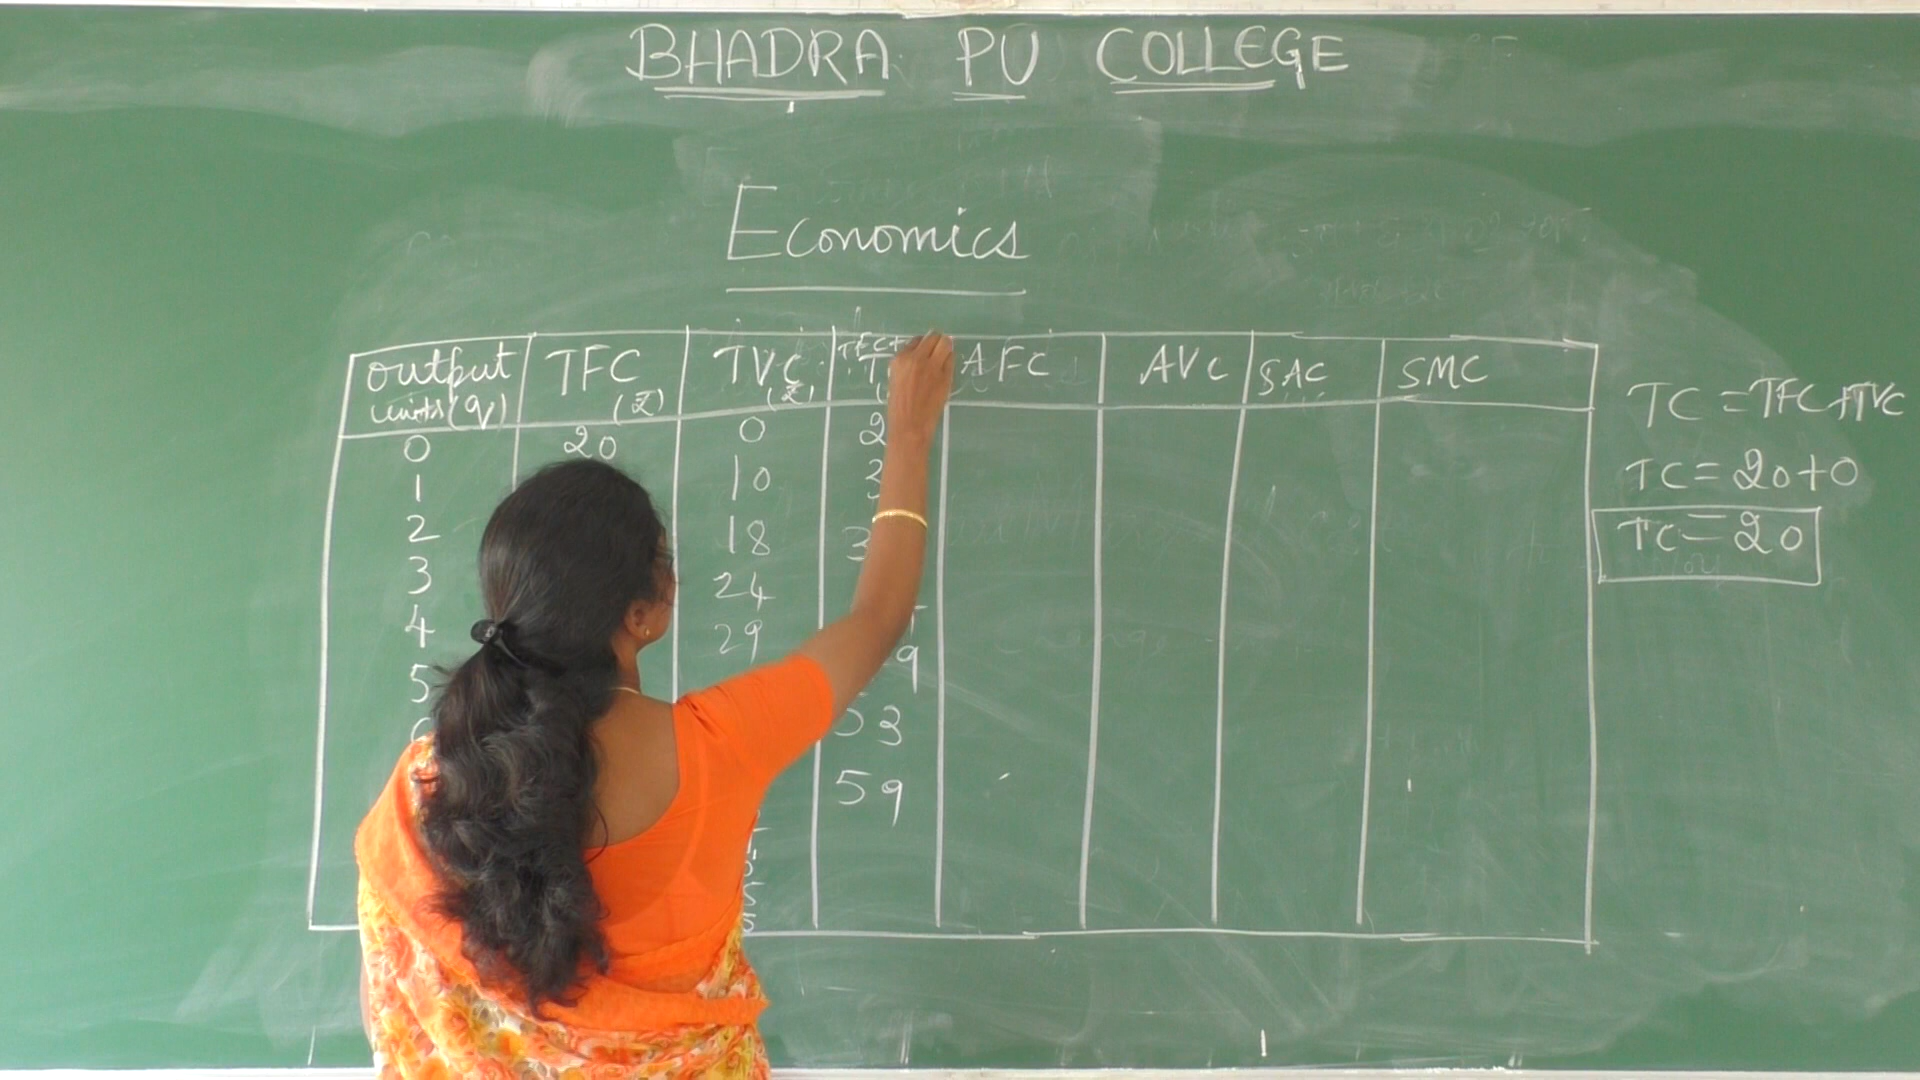 BHADRA PU COLLEGE
Economics
output TFC TVC AFC AVC SAC SMC
units (q) (₹) (₹)
0 20 0
1 10
2 18
3 24
4 29
5
53
59
TC = TFC + TVC
TC = 20+0
TC = 20